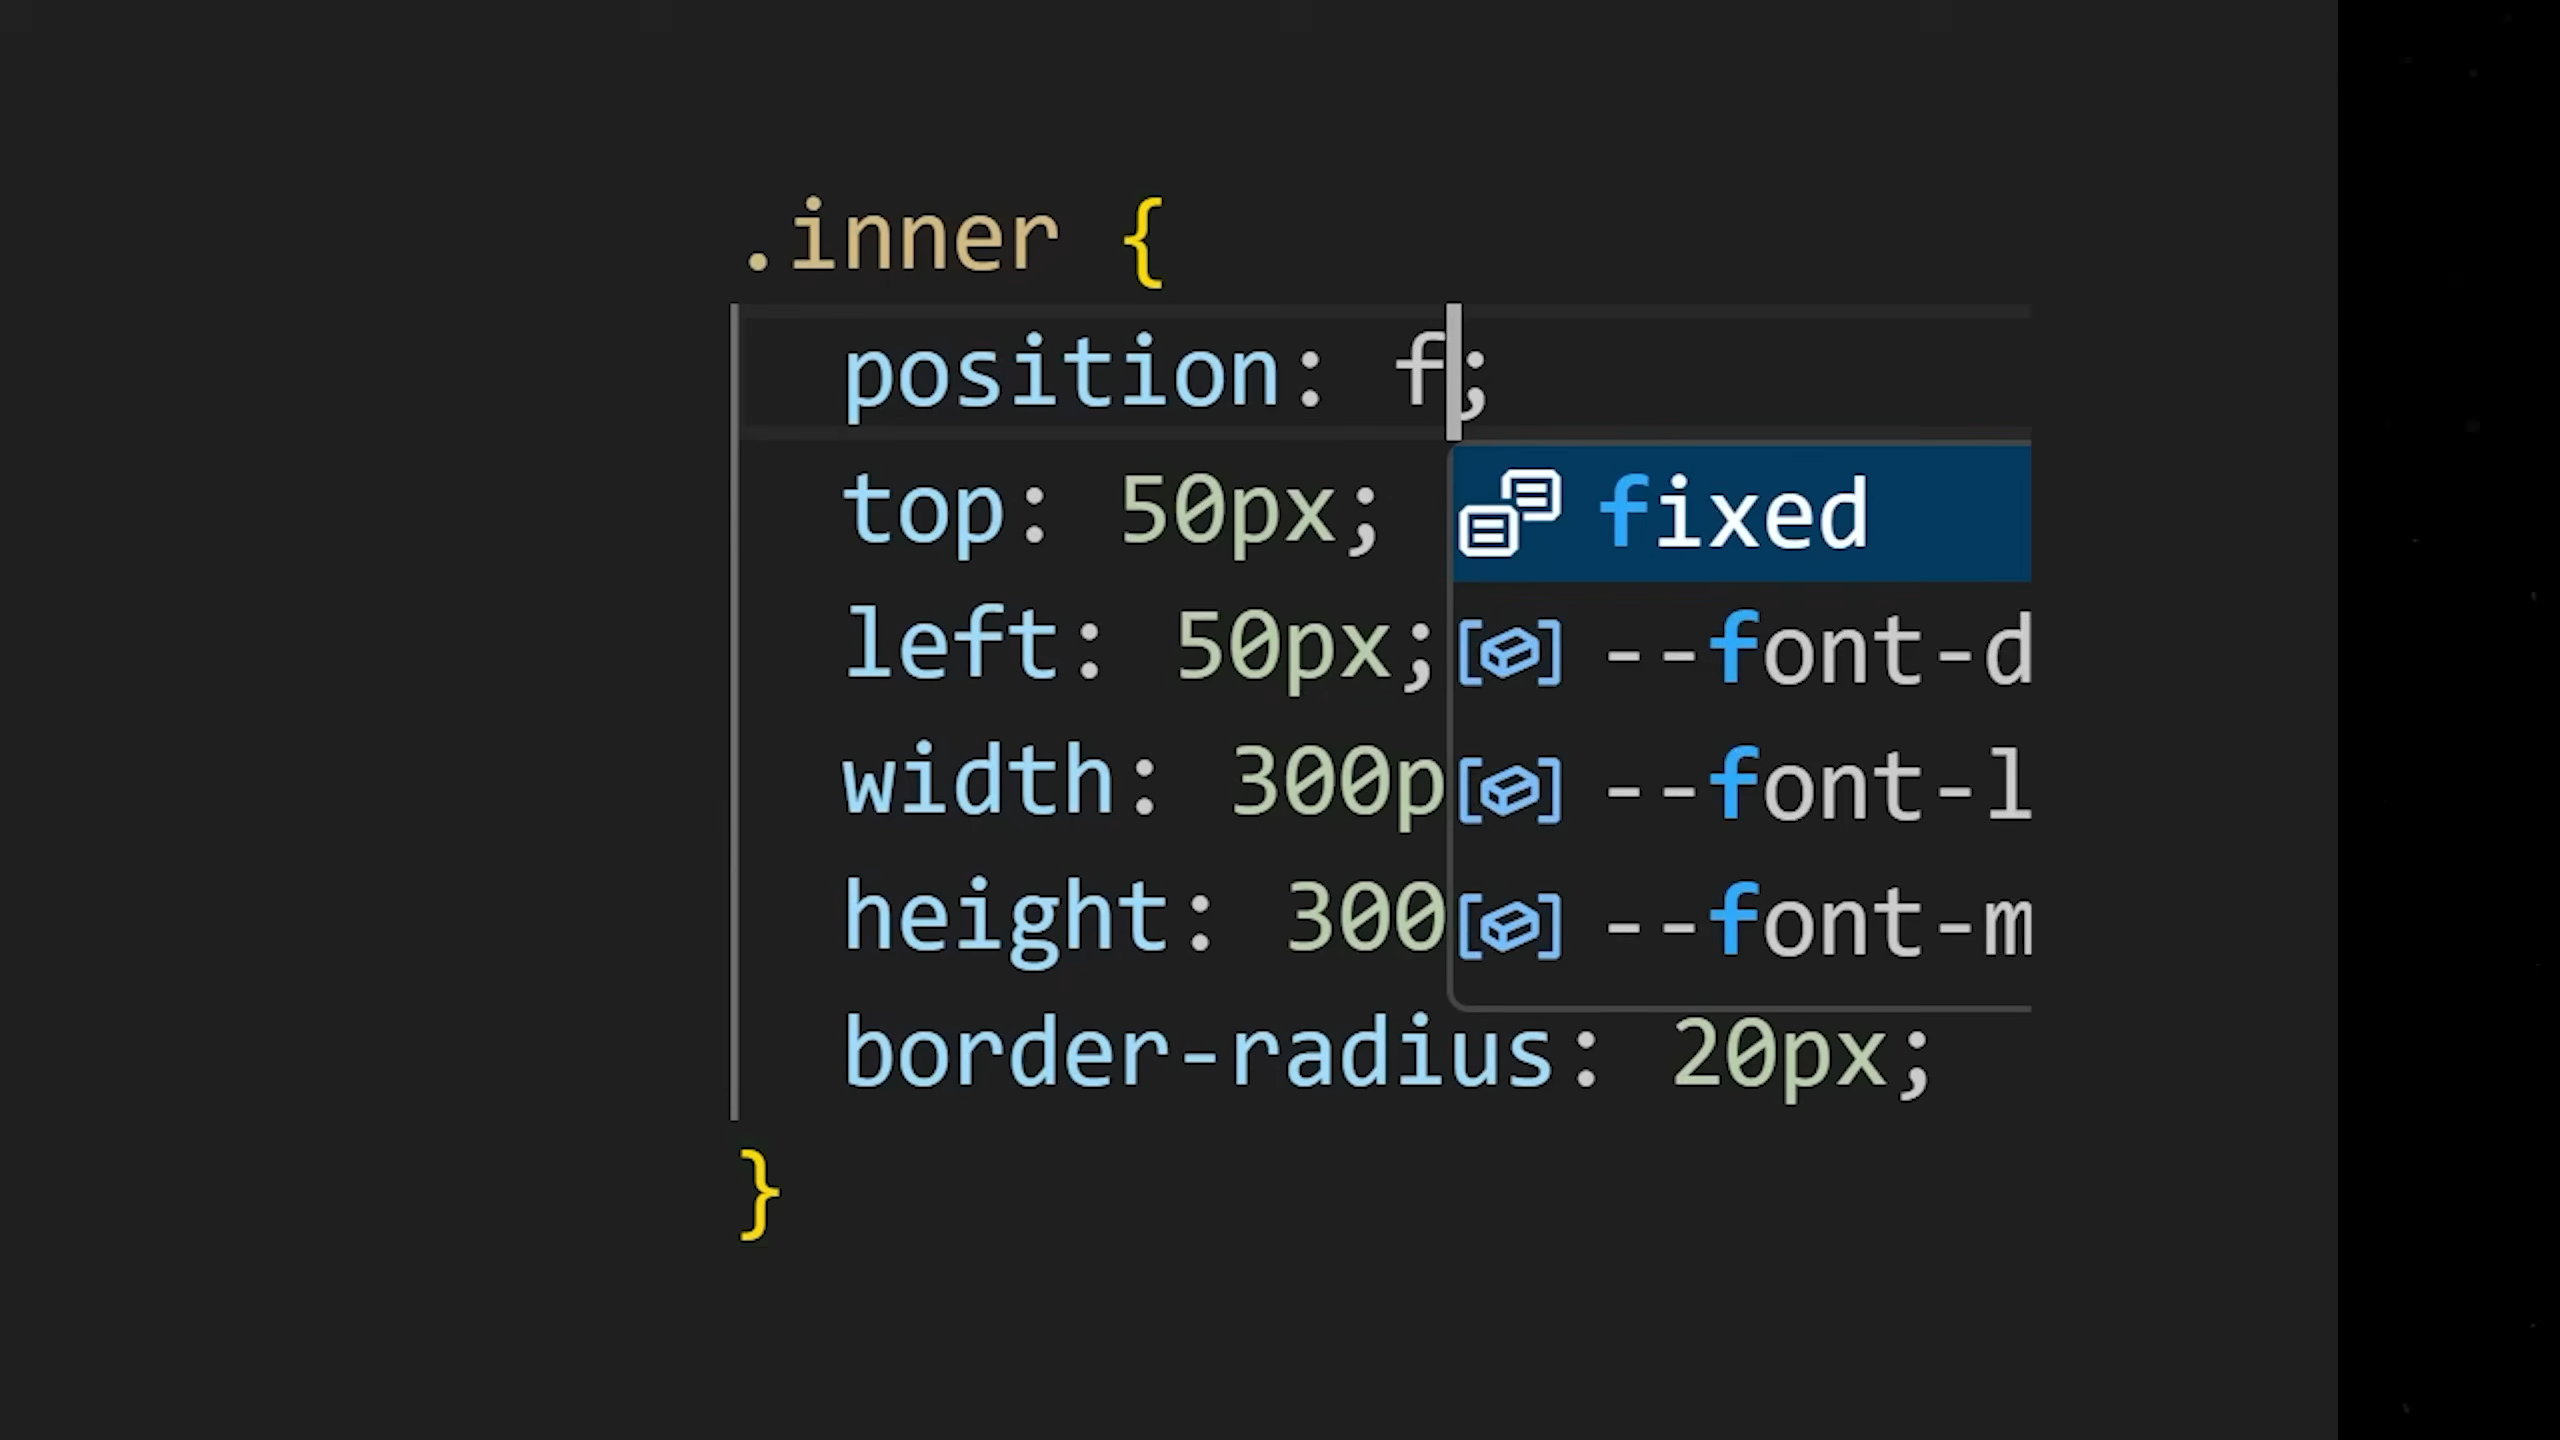 .inner {
position: f;
top: 50px;
fixed
left: 50px;
--font-d
width: 300p
--font-l
height: 300
--font-m
border-radius: 20px;
}